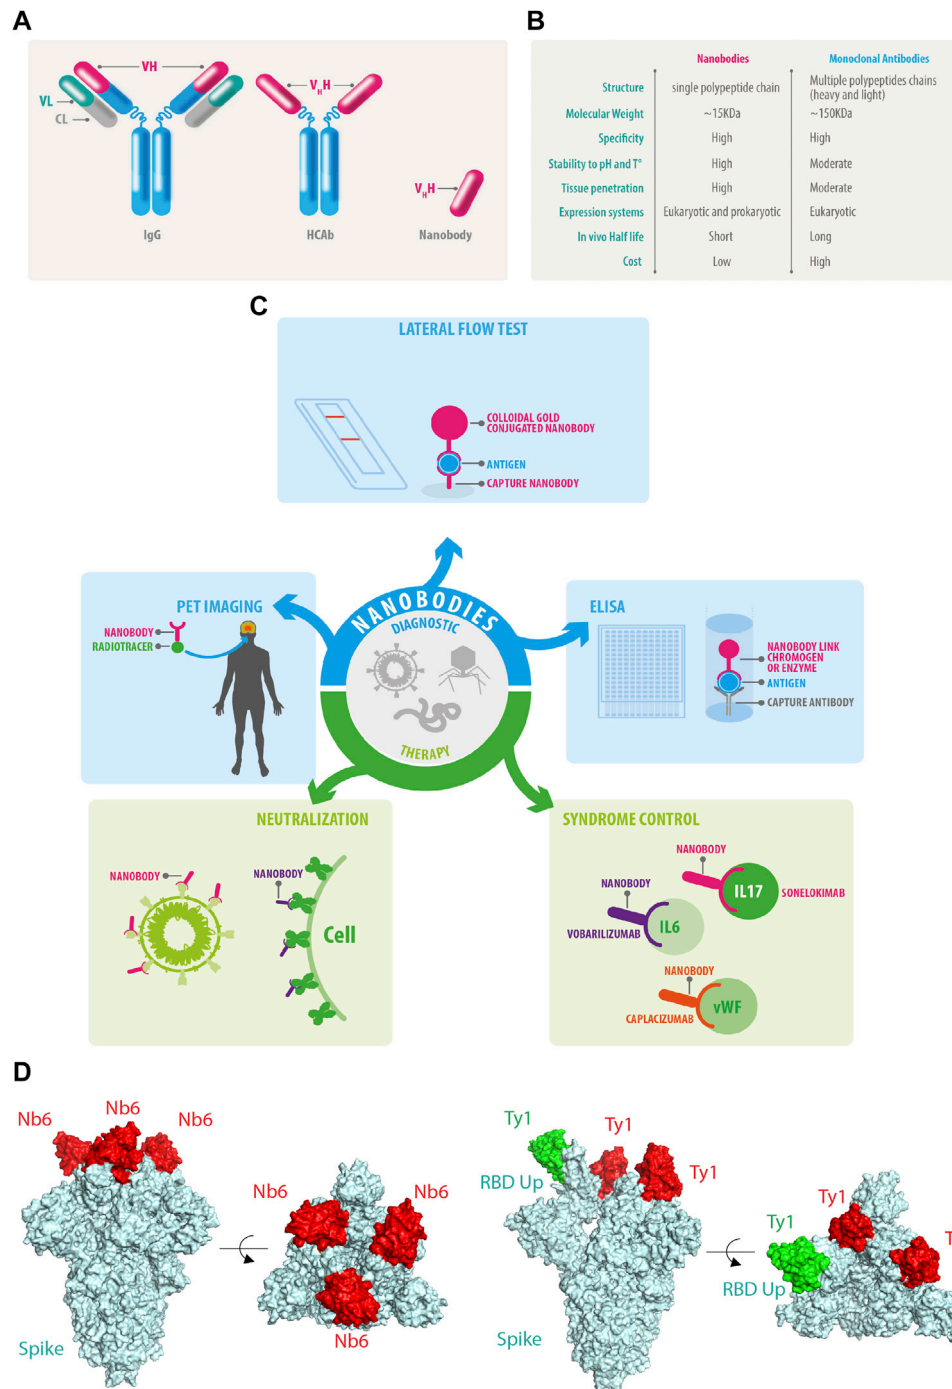 A
VH
VL
CL
IgG
VHH
HCAb
VHH
Nanobody
B
Nanobodies
Monoclonal Antibodies
Structure
single polypeptide chain
Multiple polypeptides chains
(heavy and light)
Molecular Weight
~15KDa
~150KDa
Specificity
High
High
Stability to pH and T°
High
Moderate
Tissue penetration
High
Moderate
Expression systems
Eukaryotic and prokaryotic
Eukaryotic
In vivo Half life
Short
Long
Cost
Low
High
C
LATERAL FLOW TEST
COLLOIDAL GOLD
CONJUGATED NANOBODY
ANTIGEN
CAPTURE NANOBODY
PET IMAGING
NANOBODY
RADIOTRACER
NANOBODIES
DIAGNOSTIC
THERAPY
ELISA
NANOBODY LINK
CHROMOGEN
OR ENZYME
ANTIGEN
CAPTURE ANTIBODY
NEUTRALIZATION
NANOBODY
NANOBODY
Cell
SYNDROME CONTROL
NANOBODY
IL17
SONELOKIMAB
NANOBODY
IL6
VOBARILIZUMAB
NANOBODY
vWF
CAPLACIZUMAB
D
Nb6
Nb6
Nb6
Spike
Nb6
Nb6
Nb6
Ty1
RBD Up
Ty1
Ty1
Spike
Ty1
Ty1
RBD Up
T